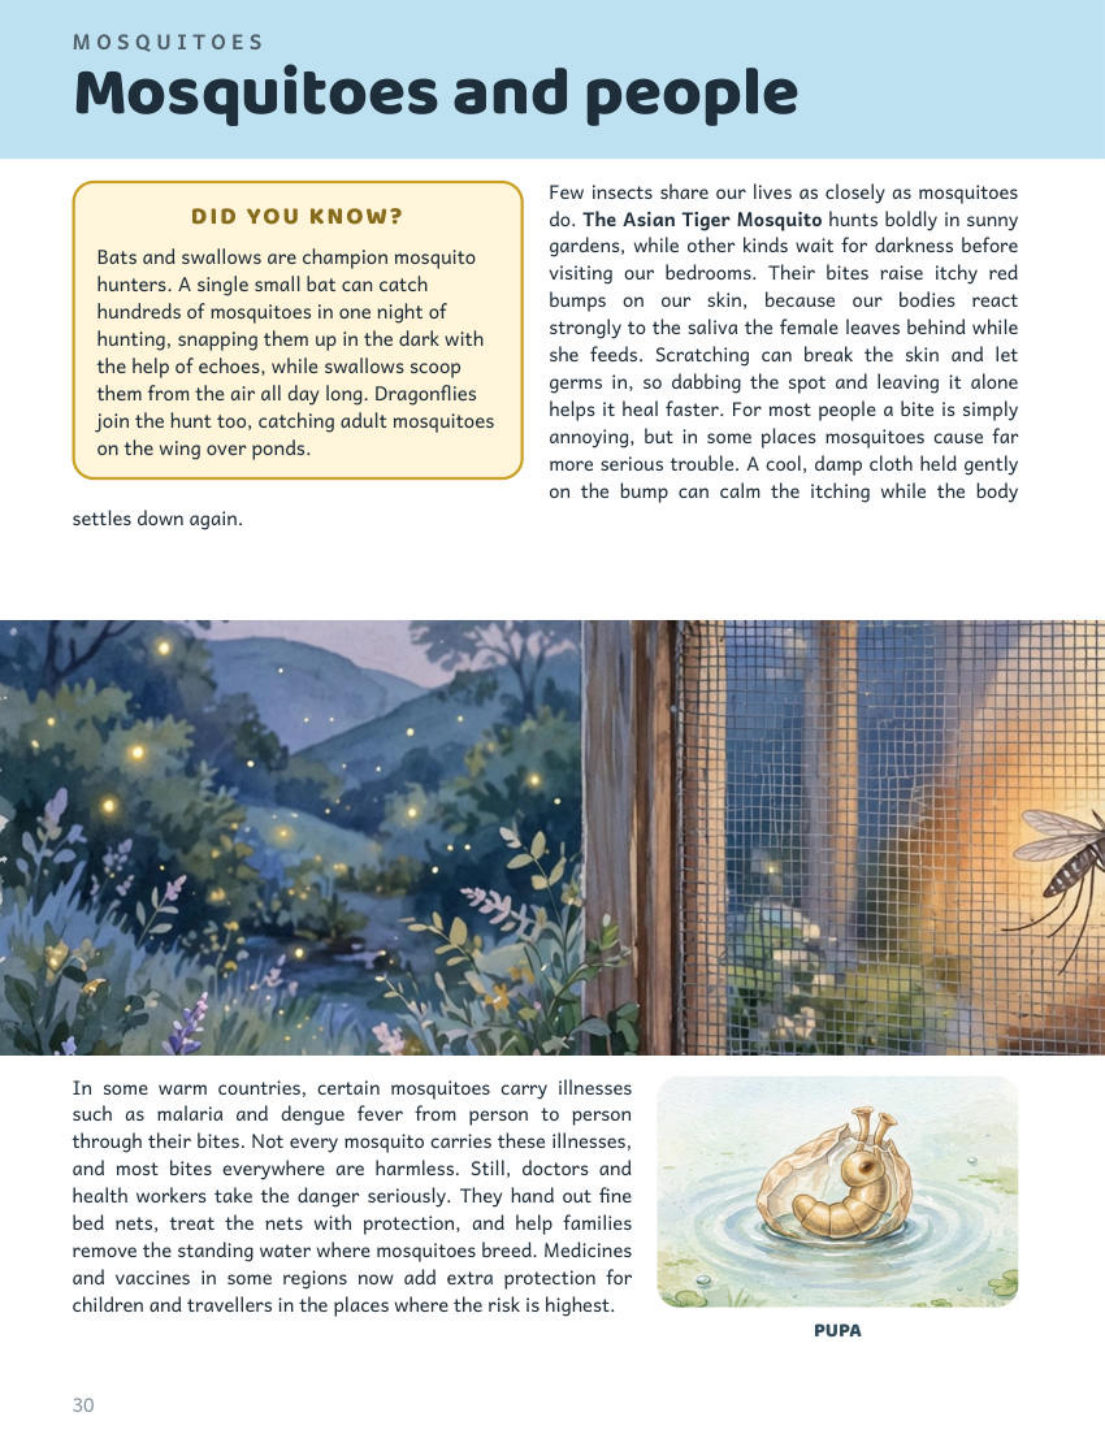 MOSQUITOES
Mosquitoes and people
DID YOU KNOW?
Bats and swallows are champion mosquito
hunters. A single small bat can catch
hundreds of mosquitoes in one night of
hunting, snapping them up in the dark with
the help of echoes, while swallows scoop
them from the air all day long. Dragonflies
join the hunt too, catching adult mosquitoes
on the wing over ponds.
Few insects share our lives as closely as mosquitoes
do. The Asian Tiger Mosquito hunts boldly in sunny
gardens, while other kinds wait for darkness before
visiting our bedrooms. Their bites raise itchy red
bumps on our skin, because our bodies react
strongly to the saliva the female leaves behind while
she feeds. Scratching can break the skin and let
germs in, so dabbing the spot and leaving it alone
helps it heal faster. For most people a bite is simply
annoying, but in some places mosquitoes cause far
more serious trouble. A cool, damp cloth held gently
on the bump can calm the itching while the body
settles down again.
In some warm countries, certain mosquitoes carry illnesses
such as malaria and dengue fever from person to person
through their bites. Not every mosquito carries these illnesses,
and most bites everywhere are harmless. Still, doctors and
health workers take the danger seriously. They hand out fine
bed nets, treat the nets with protection, and help families
remove the standing water where mosquitoes breed. Medicines
and vaccines in some regions now add extra protection for
children and travellers in the places where the risk is highest.
PUPA
30